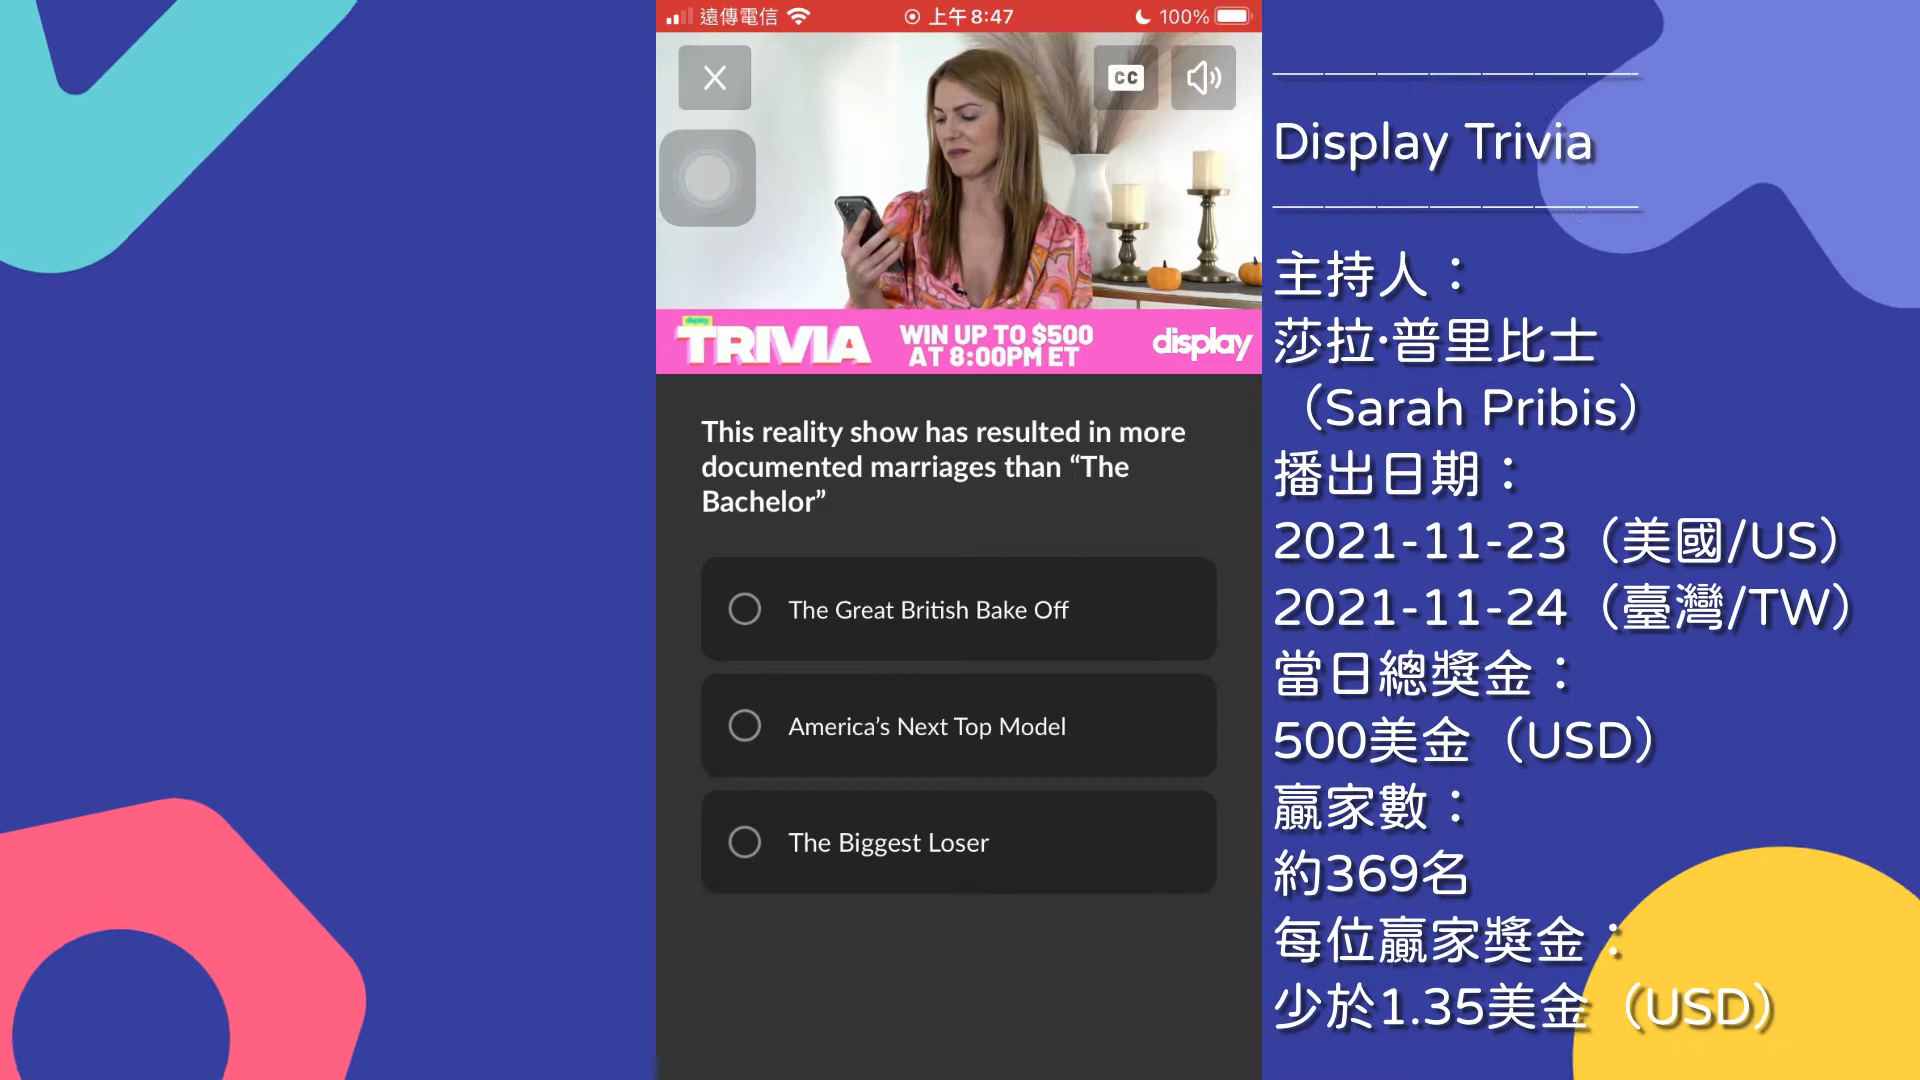 遠傳電信
上午8:47
100%
CC
display
TRIVIA
WIN UP TO $500
AT 8:00PM ET
display
This reality show has resulted in more
documented marriages than “The
Bachelor”
The Great British Bake Off
America’s Next Top Model
The Biggest Loser
Display Trivia
主持人：
莎拉·普里比士
（Sarah Pribis）
播出日期：
2021-11-23（美國/US）
2021-11-24（臺灣/TW）
當日總獎金：
500美金（USD）
贏家數：
約369名
每位贏家獎金：
少於1.35美金（USD）